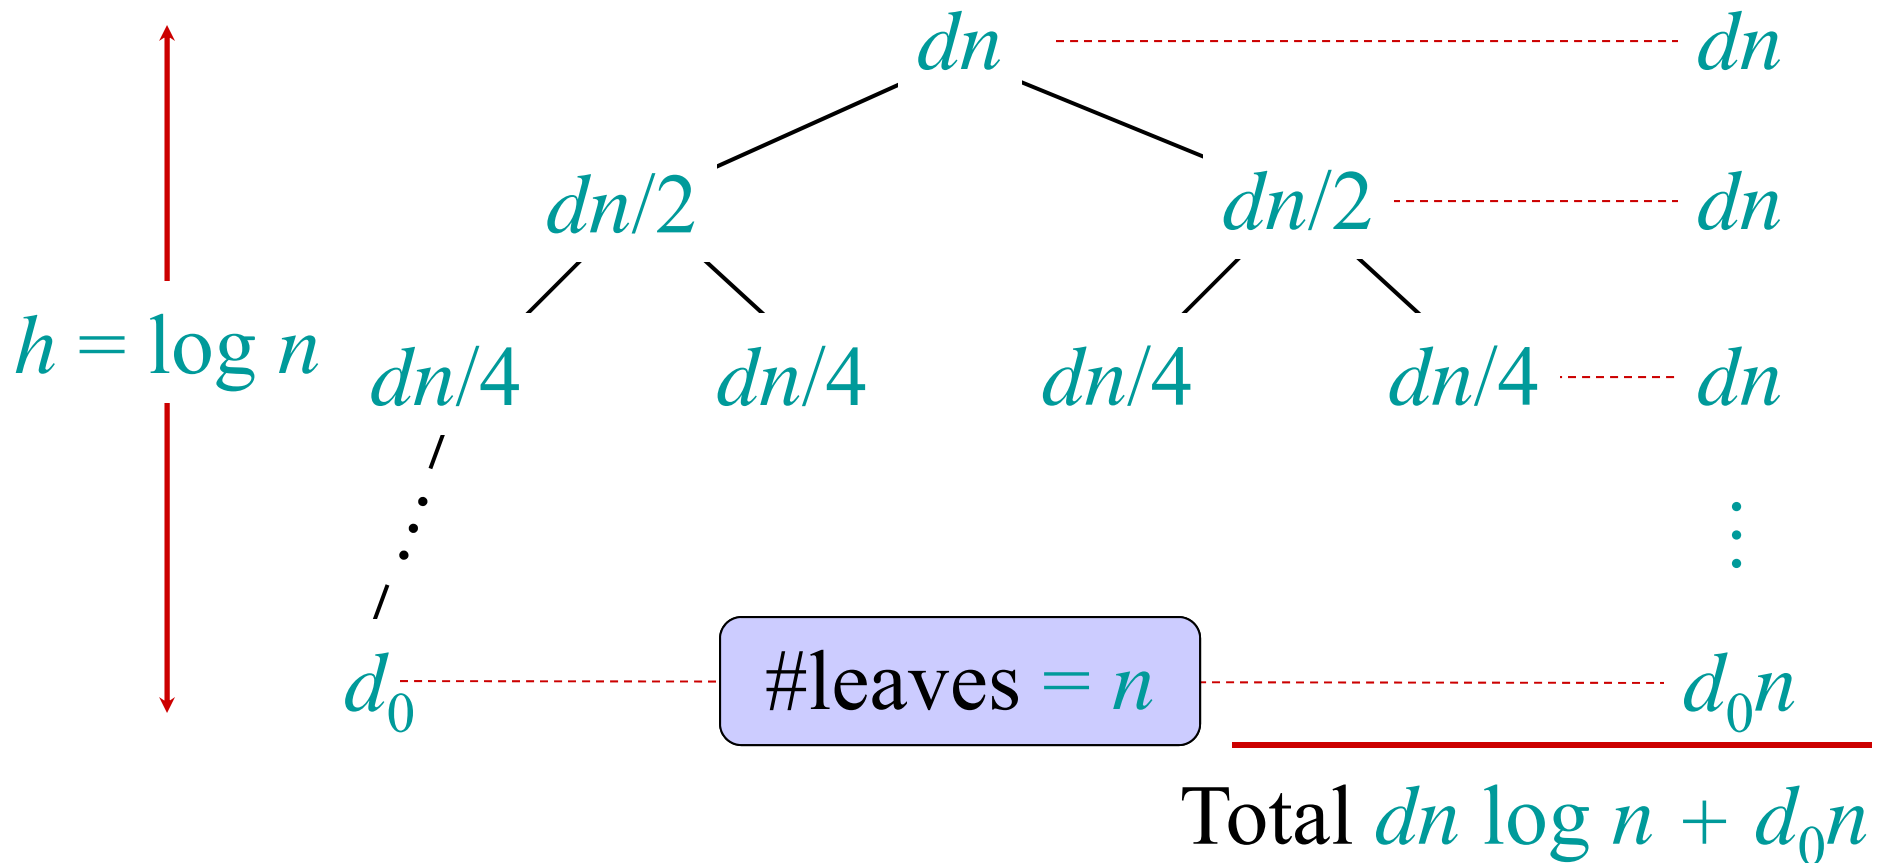 dn dn
dn/2 dn/2 dn
h = log n dn/4 dn/4 dn/4 dn/4 dn
d₀ #leaves = n d₀n
Total dn log n + d₀n